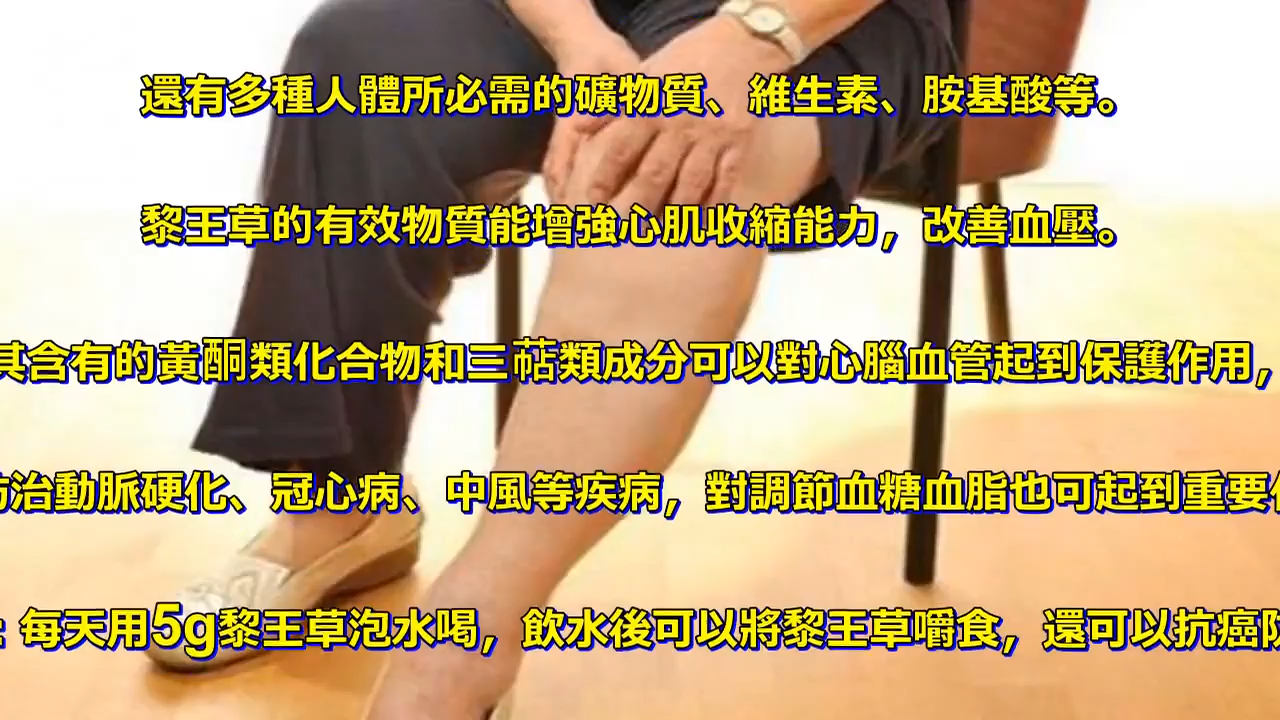 還有多種人體所必需的礦物質、維生素、胺基酸等。
黎王草的有效物質能增強心肌收縮能力，改善血壓。
其含有的黃酮類化合物和三萜類成分可以對心腦血管起到保護作用，
治動脈硬化、冠心病、中風等疾病，對調節血糖血脂也可起到重要
：每天用5g黎王草泡水喝，飲水後可以將黎王草嚼食，還可以抗癌